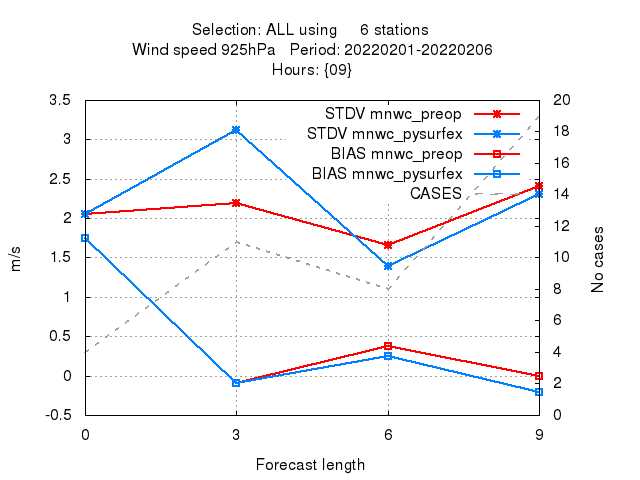 Selection: ALL using 6 stations
Wind speed 925hPa Period: 20220201-20220206
Hours: {09}
3.5
3
2.5
2
1.5
1
0.5
0
-0.5
20
18
16
14
12
10
8
6
4
2
0
STDV mnwc_preop
STDV mnwc_pysurfex
BIAS mnwc_preop
BIAS mnwc_pysurfex
CASES
m/s
No cases
0 3 6 9
Forecast length